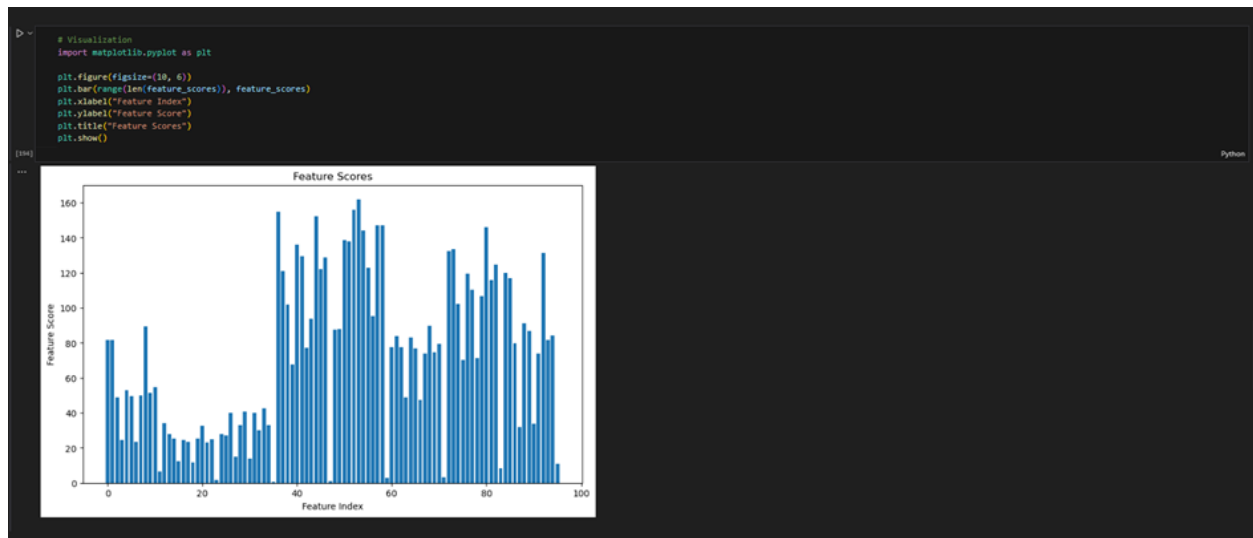 # Visualization
import matplotlib.pyplot as plt
plt.figure(figsize=(10, 6))
plt.bar(range(len(feature_scores)), feature_scores)
plt.xlabel("Feature Index")
plt.ylabel("Feature Score")
plt.title("Feature Scores")
plt.show()
[194]
Python
...
Feature Scores
160
140
120
100
80
60
40
20
0
Feature Score
0 20 40 60 80 100
Feature Index